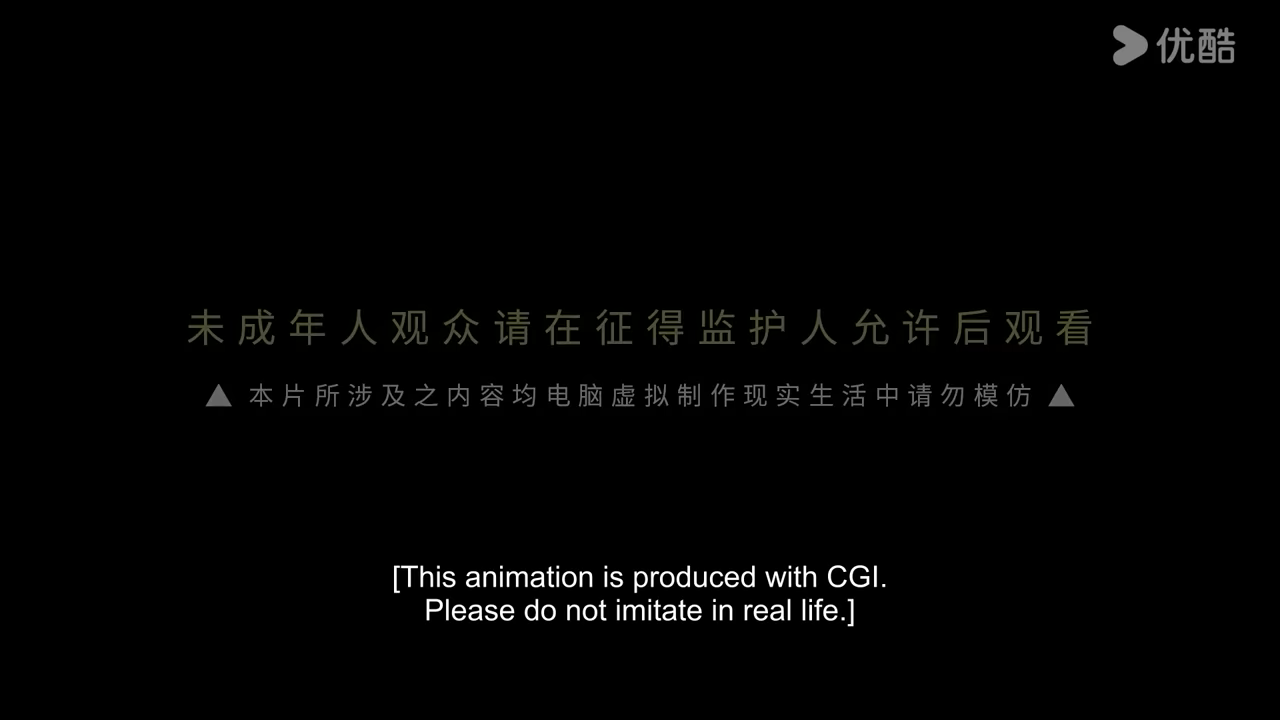 优酷
未成年人观众请在征得监护人允许后观看
▲ 本片所涉及之内容均电脑虚拟制作现实生活中请勿模仿 ▲
[This animation is produced with CGI.
Please do not imitate in real life.]